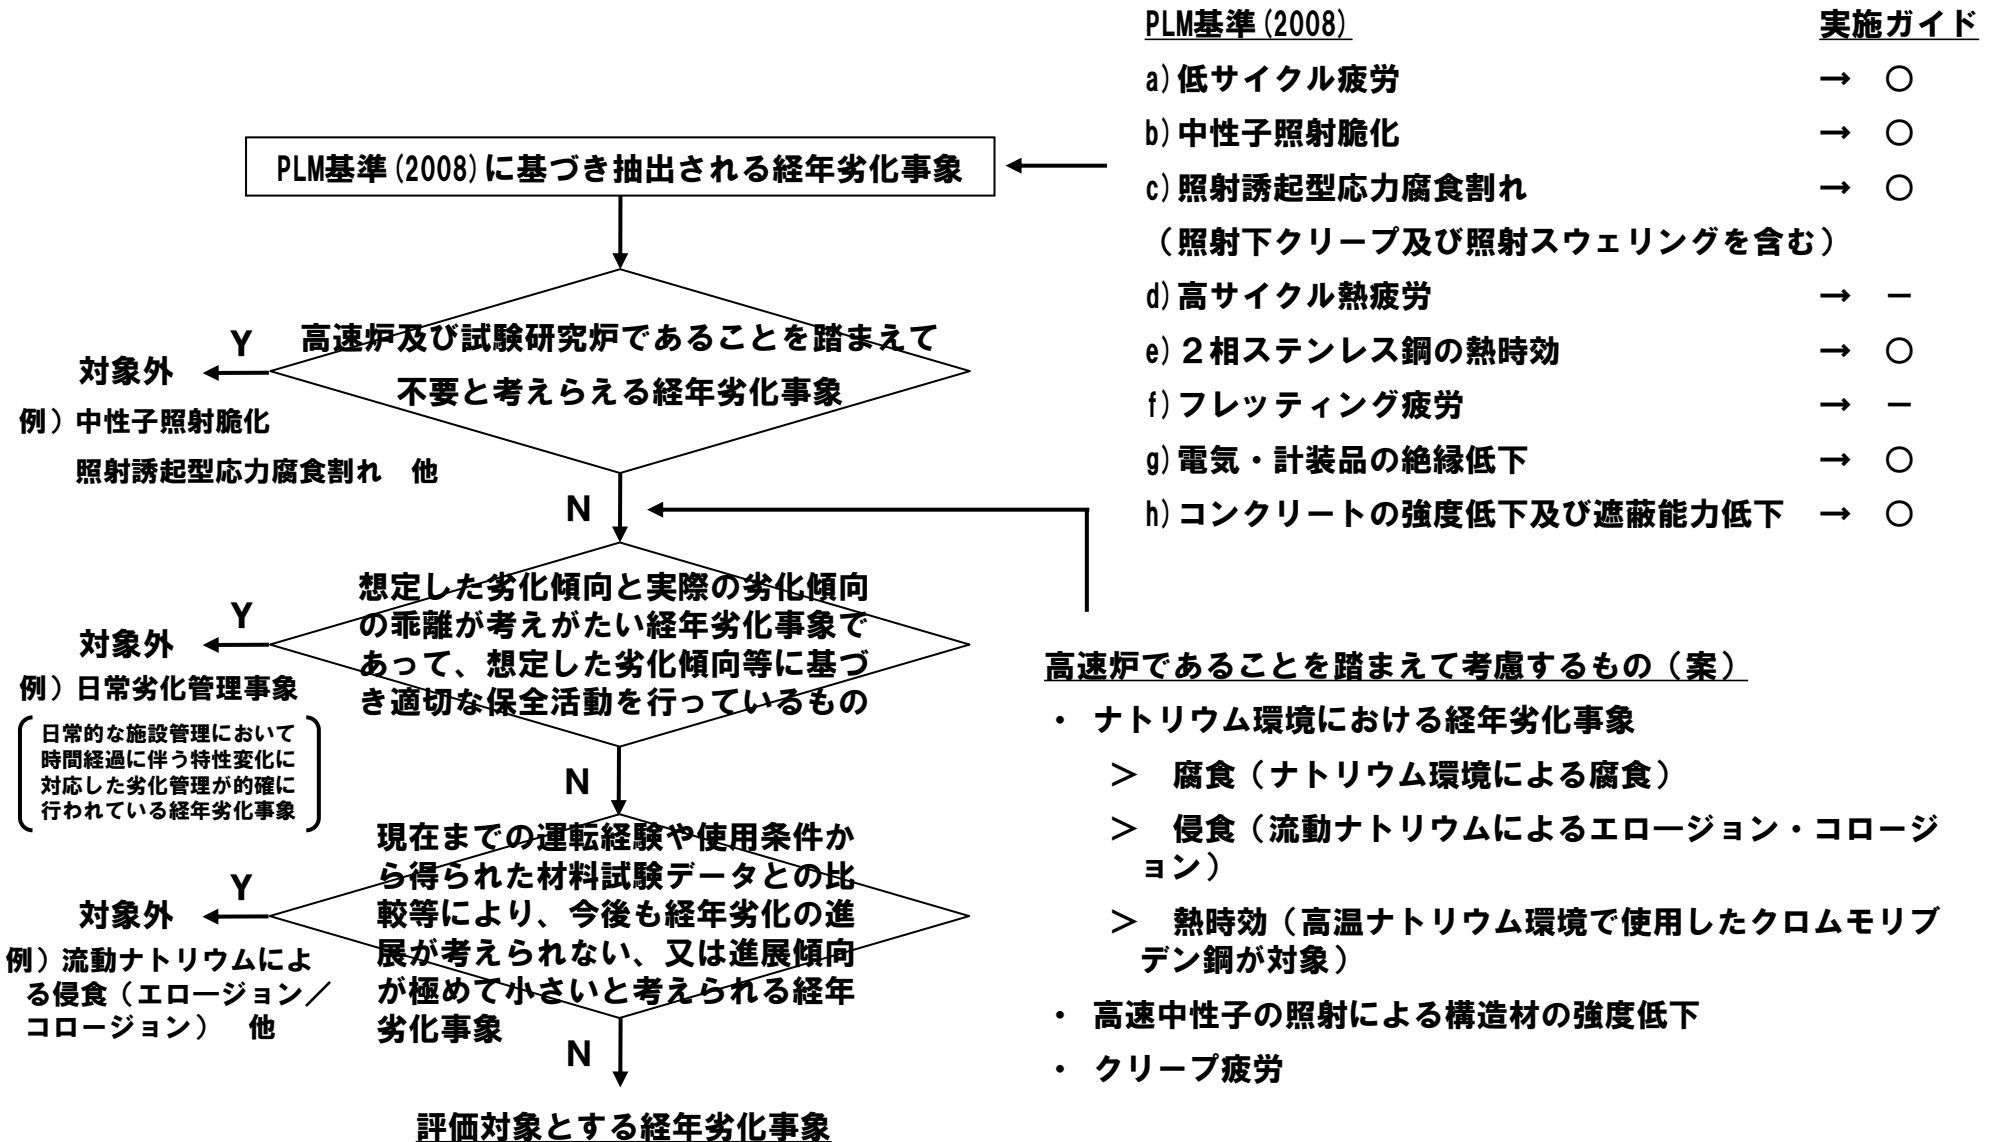 PLM基準(2008)に基づき抽出される経年劣化事象
高速炉及び試験研究炉であることを踏まえて
不要と考えらえる経年劣化事象
Y
対象外
例）中性子照射脆化
照射誘起型応力腐食割れ　他
N
想定した劣化傾向と実際の劣化傾向
の乖離が考えがたい経年劣化事象で
あって、想定した劣化傾向等に基づ
き適切な保全活動を行っているもの
Y
対象外
例）日常劣化管理事象
日常的な施設管理において
時間経過に伴う特性変化に
対応した劣化管理が的確に
行われている経年劣化事象
N
現在までの運転経験や使用条件か
ら得られた材料試験データとの比
較等により、今後も経年劣化の進
展が考えられない、又は進展傾向
が極めて小さいと考えられる経年
劣化事象
Y
対象外
例）流動ナトリウムによ
る侵食（エロージョン／
コロージョン）　他
N
評価対象とする経年劣化事象
PLM基準(2008)　実施ガイド
a)低サイクル疲労　→　○
b)中性子照射脆化　→　○
c)照射誘起型応力腐食割れ　→　○
（照射下クリープ及び照射スウェリングを含む）
d)高サイクル熱疲労　→　－
e)２相ステンレス鋼の熱時効　→　○
f)フレッティング疲労　→　－
g)電気・計装品の絶縁低下　→　○
h)コンクリートの強度低下及び遮蔽能力低下　→　○
高速炉であることを踏まえて考慮するもの（案）
・ ナトリウム環境における経年劣化事象
＞　腐食（ナトリウム環境による腐食）
＞　侵食（流動ナトリウムによるエロージョン・コロージ
ョン）
＞　熱時効（高温ナトリウム環境で使用したクロムモリブ
デン鋼が対象）
・ 高速中性子の照射による構造材の強度低下
・ クリープ疲労